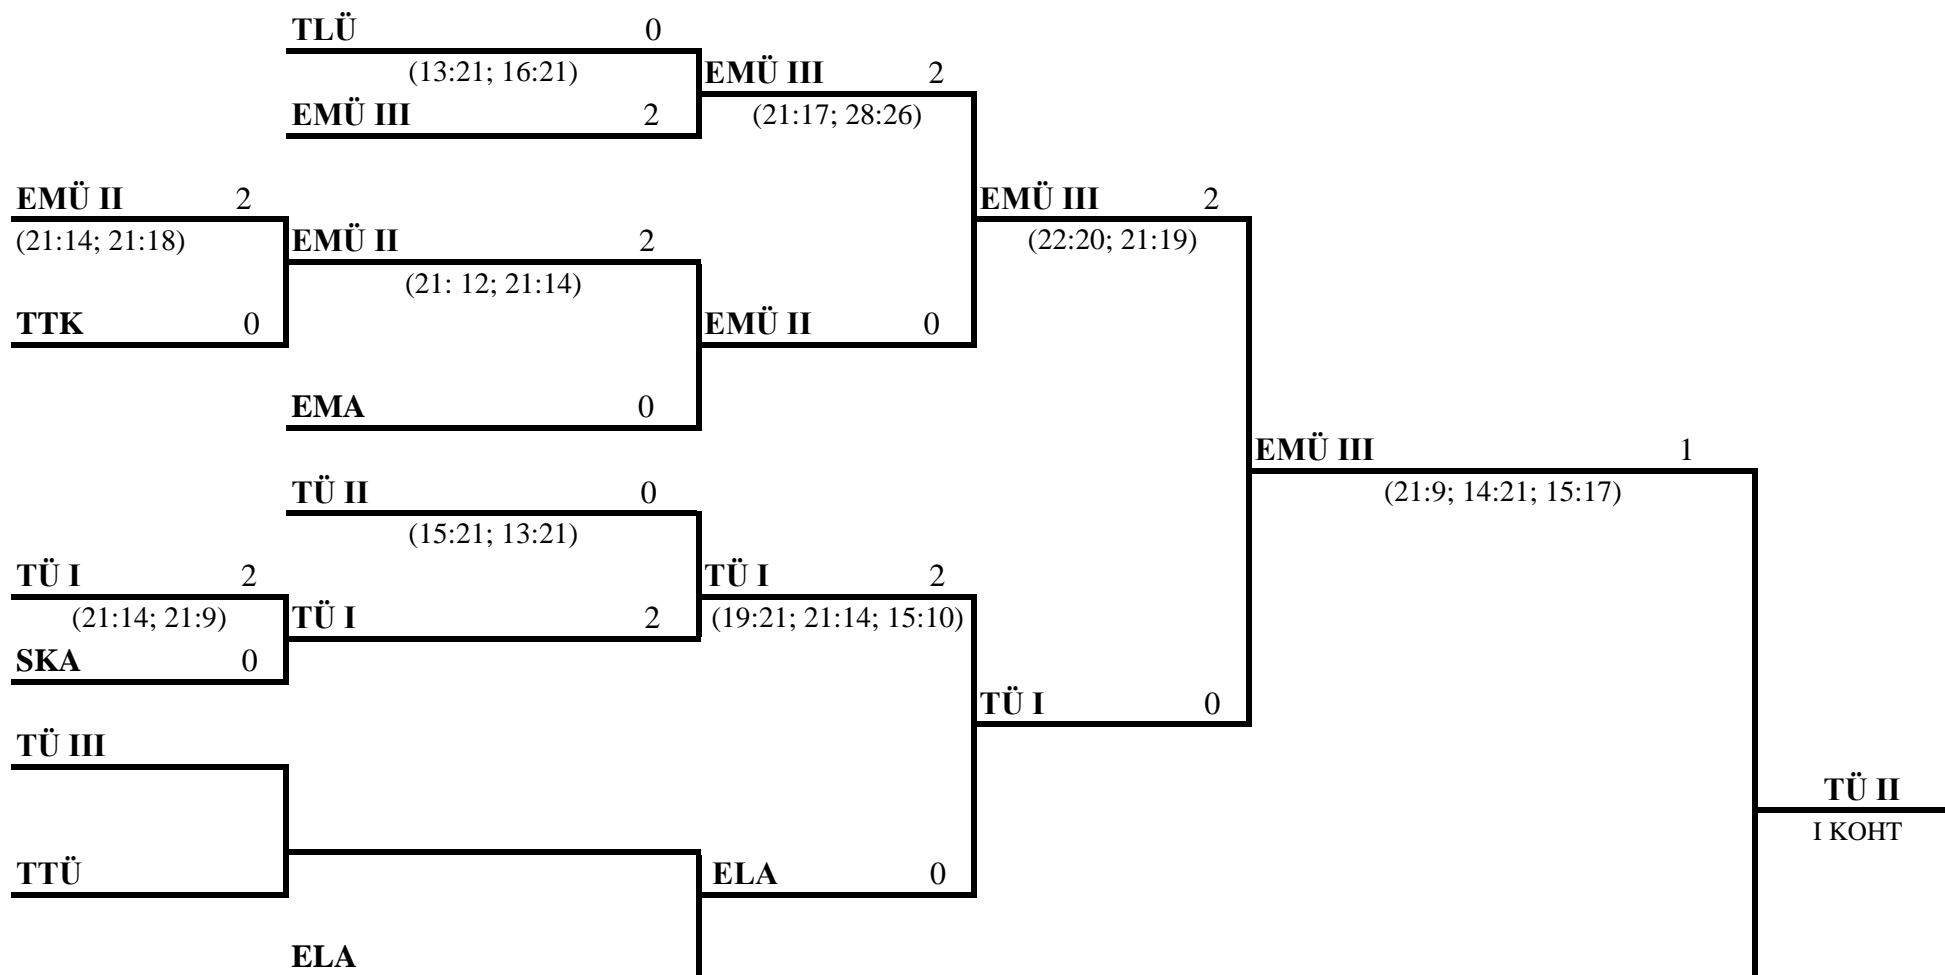 TLÜ 0
(13:21; 16:21)
EMÜ III 2
(21:17; 28:26)
EMÜ III 2
EMÜ II 2
(21:14; 21:18)
EMÜ II 2
(21: 12; 21:14)
EMÜ III 2
(22:20; 21:19)
TTK 0
EMÜ II 0
EMA 0
EMÜ III 1
(21:9; 14:21; 15:17)
TÜ II 0
(15:21; 13:21)
TÜ I 2
(21:14; 21:9)
TÜ I 2
TÜ I 2
(19:21; 21:14; 15:10)
SKA 0
TÜ I 0
TÜ III
TÜ II
I KOHT
TTÜ
ELA 0
ELA